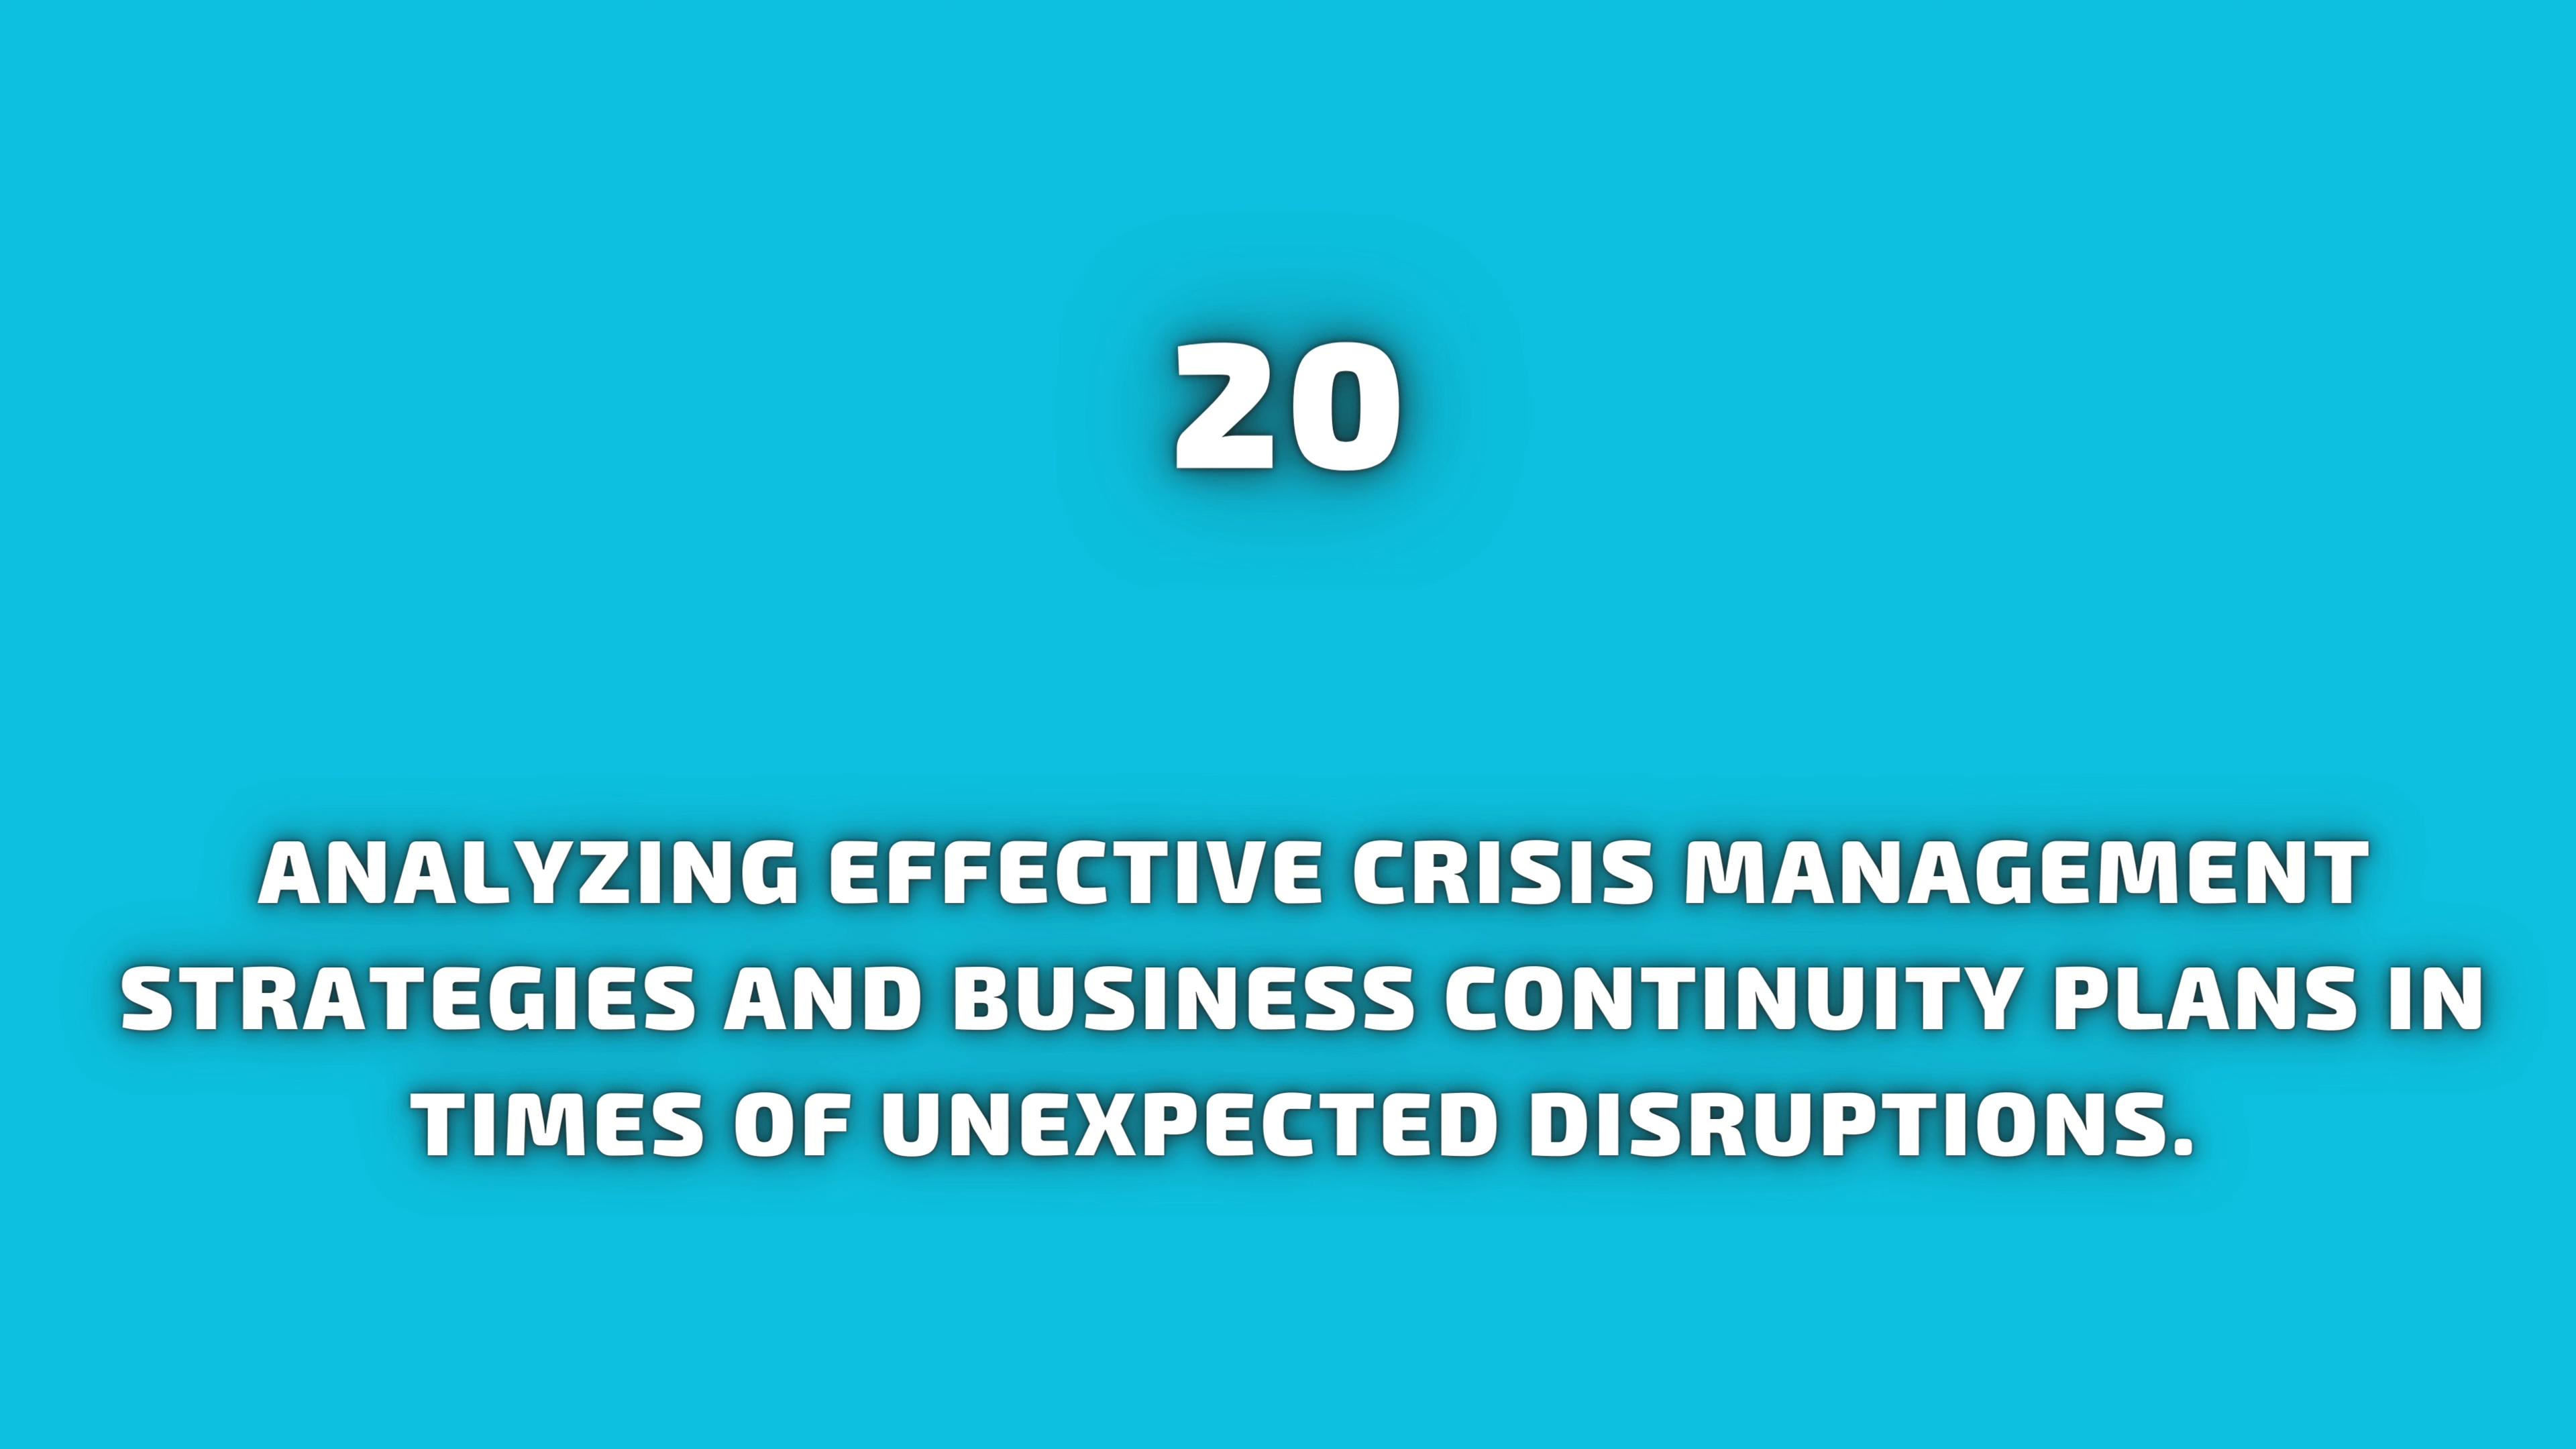 20
ANALYZING EFFECTIVE CRISIS MANAGEMENT
STRATEGIES AND BUSINESS CONTINUITY PLANS IN
TIMES OF UNEXPECTED DISRUPTIONS.